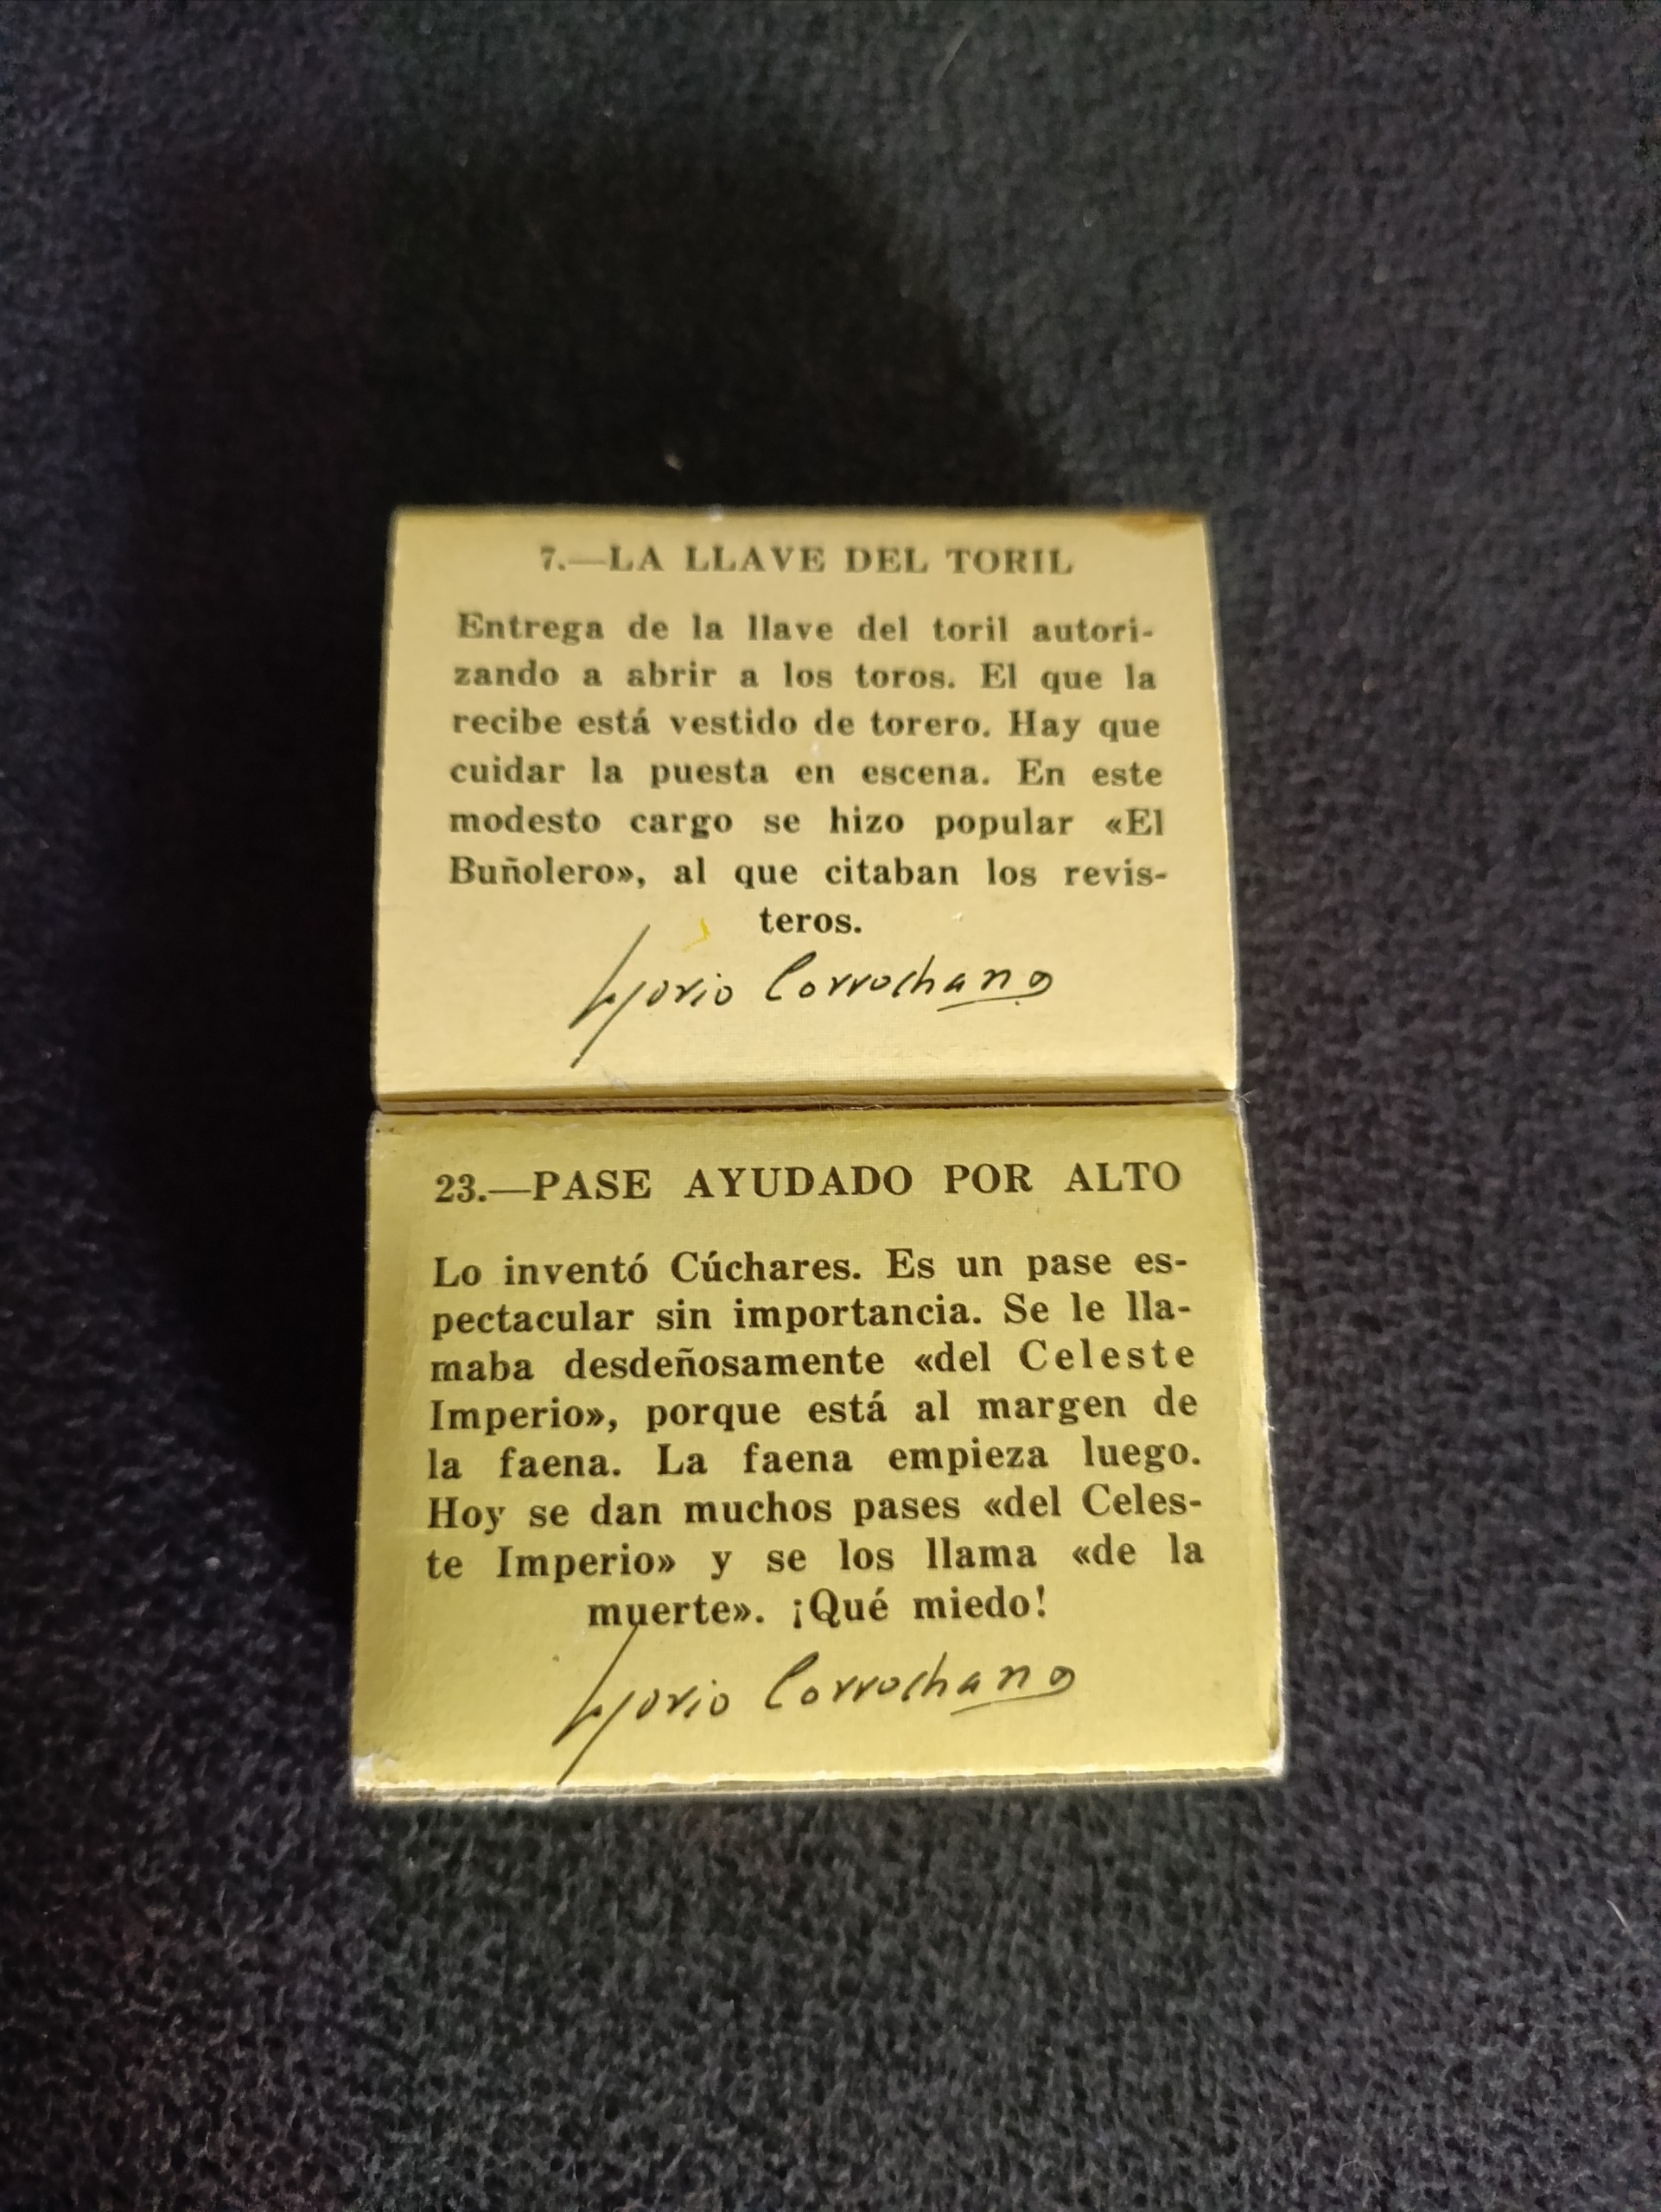 7.—LA LLAVE DEL TORIL
Entrega de la llave del toril autori-
zando a abrir a los toros. El que la
recibe está vestido de torero. Hay que
cuidar la puesta en escena. En este
modesto cargo se hizo popular «El
Buñolero», al que citaban los revis-
teros.
Gregorio Corrochano
23.—PASE AYUDADO POR ALTO
Lo inventó Cúchares. Es un pase es-
pectacular sin importancia. Se le lla-
maba desdeñosamente «del Celeste
Imperio», porque está al margen de
la faena. La faena empieza luego.
Hoy se dan muchos pases «del Celes-
te Imperio» y se los llama «de la
muerte». ¡Qué miedo!
Gregorio Corrochano